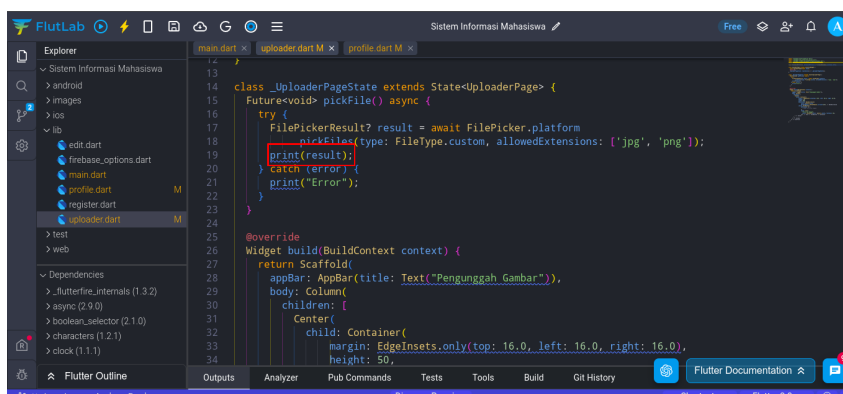 FlutLab
Sistem Informasi Mahasiswa
Free
A
Explorer
main.dart
uploader.dart M
profile.dart M
Sistem Informasi Mahasiswa
android
images
ios
lib
edit.dart
firebase_options.dart
main.dart
profile.dart M
register.dart
uploader.dart M
test
web
Dependencies
_flutterfire_internals (1.3.2)
async (2.9.0)
boolean_selector (2.1.0)
characters (1.2.1)
clock (1.1.1)
Flutter Outline
2
12 }
13
14 class _UploaderPageState extends State<UploaderPage> {
15 Future<void> pickFile() async {
16 try {
17 FilePickerResult? result = await FilePicker.platform
18 .pickFiles(type: FileType.custom, allowedExtensions: ['jpg', 'png']);
19 print(result);
20 } catch (error) {
21 print("Error");
22 }
23 }
24
25 @override
26 Widget build(BuildContext context) {
27 return Scaffold(
28 appBar: AppBar(title: Text("Pengunggah Gambar")),
29 body: Column(
30 children: [
31 Center(
32 child: Container(
33 margin: EdgeInsets.only(top: 16.0, left: 16.0, right: 16.0),
34 height: 50,
Flutter Documentation
Outputs
Analyzer
Pub Commands
Tests
Tools
Build
Git History